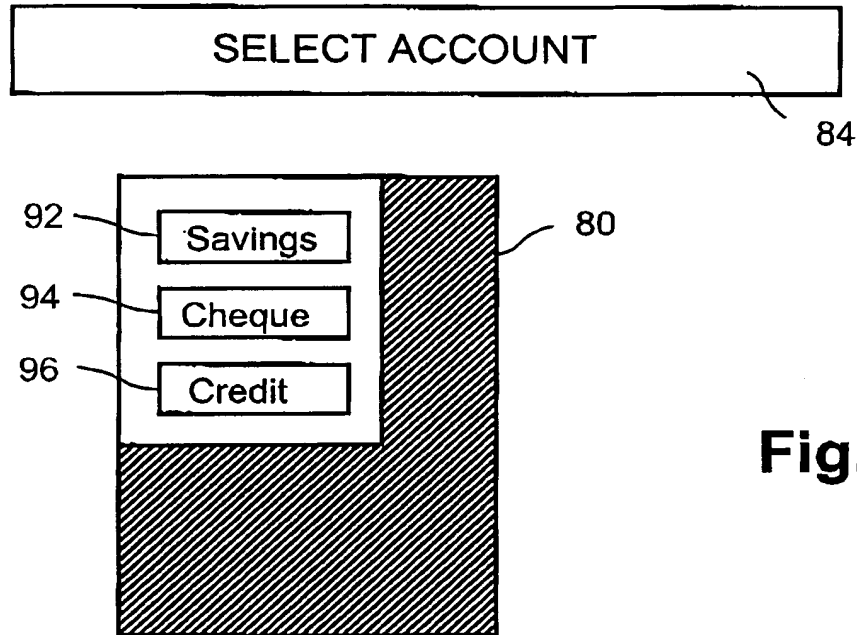 SELECT ACCOUNT
84
92
Savings
80
94
Cheque
96
Credit
Fig.